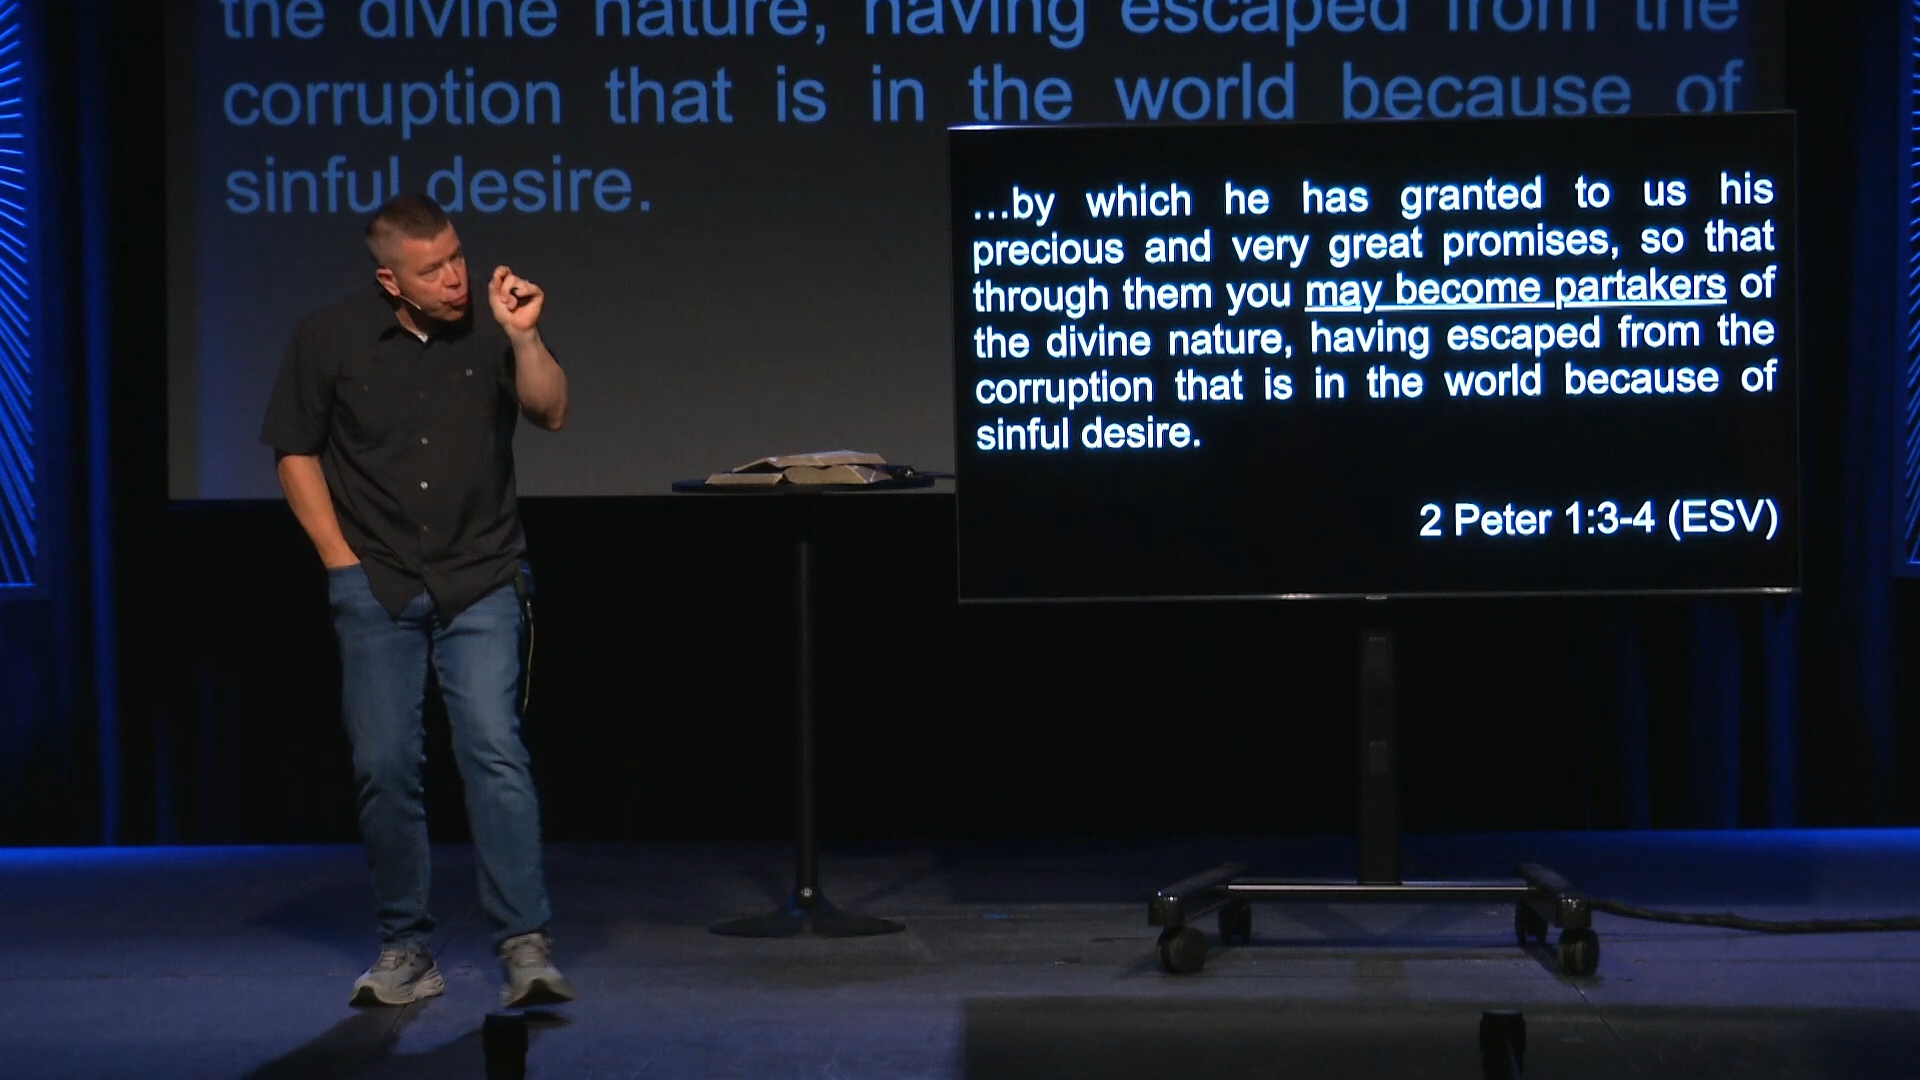 the divine nature, having escaped from the
corruption that is in the world because of
sinful desire.
...by which he has granted to us his
precious and very great promises, so that
through them you may become partakers of
the divine nature, having escaped from the
corruption that is in the world because of
sinful desire.
2 Peter 1:3-4 (ESV)